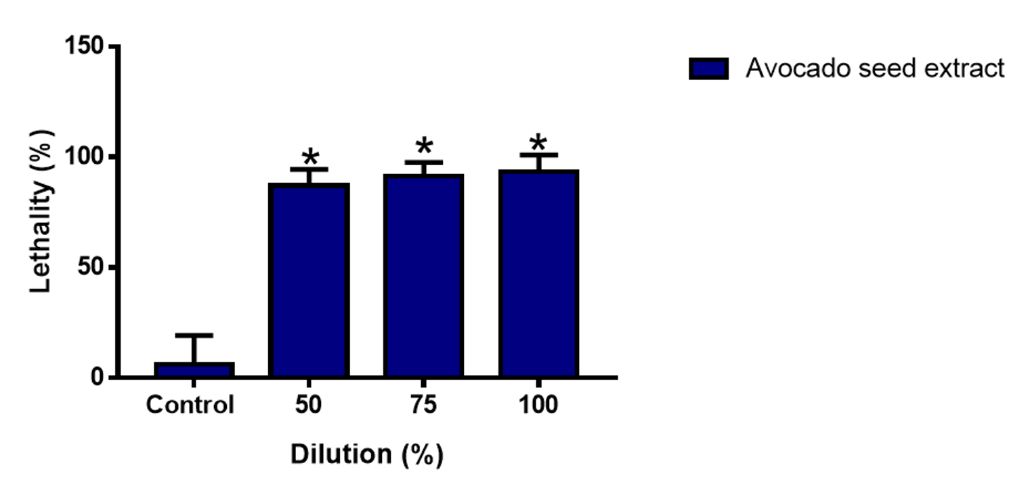 150
Avocado seed extract
* * *
100
Lethality (%)
50
0
Control 50 75 100
Dilution (%)